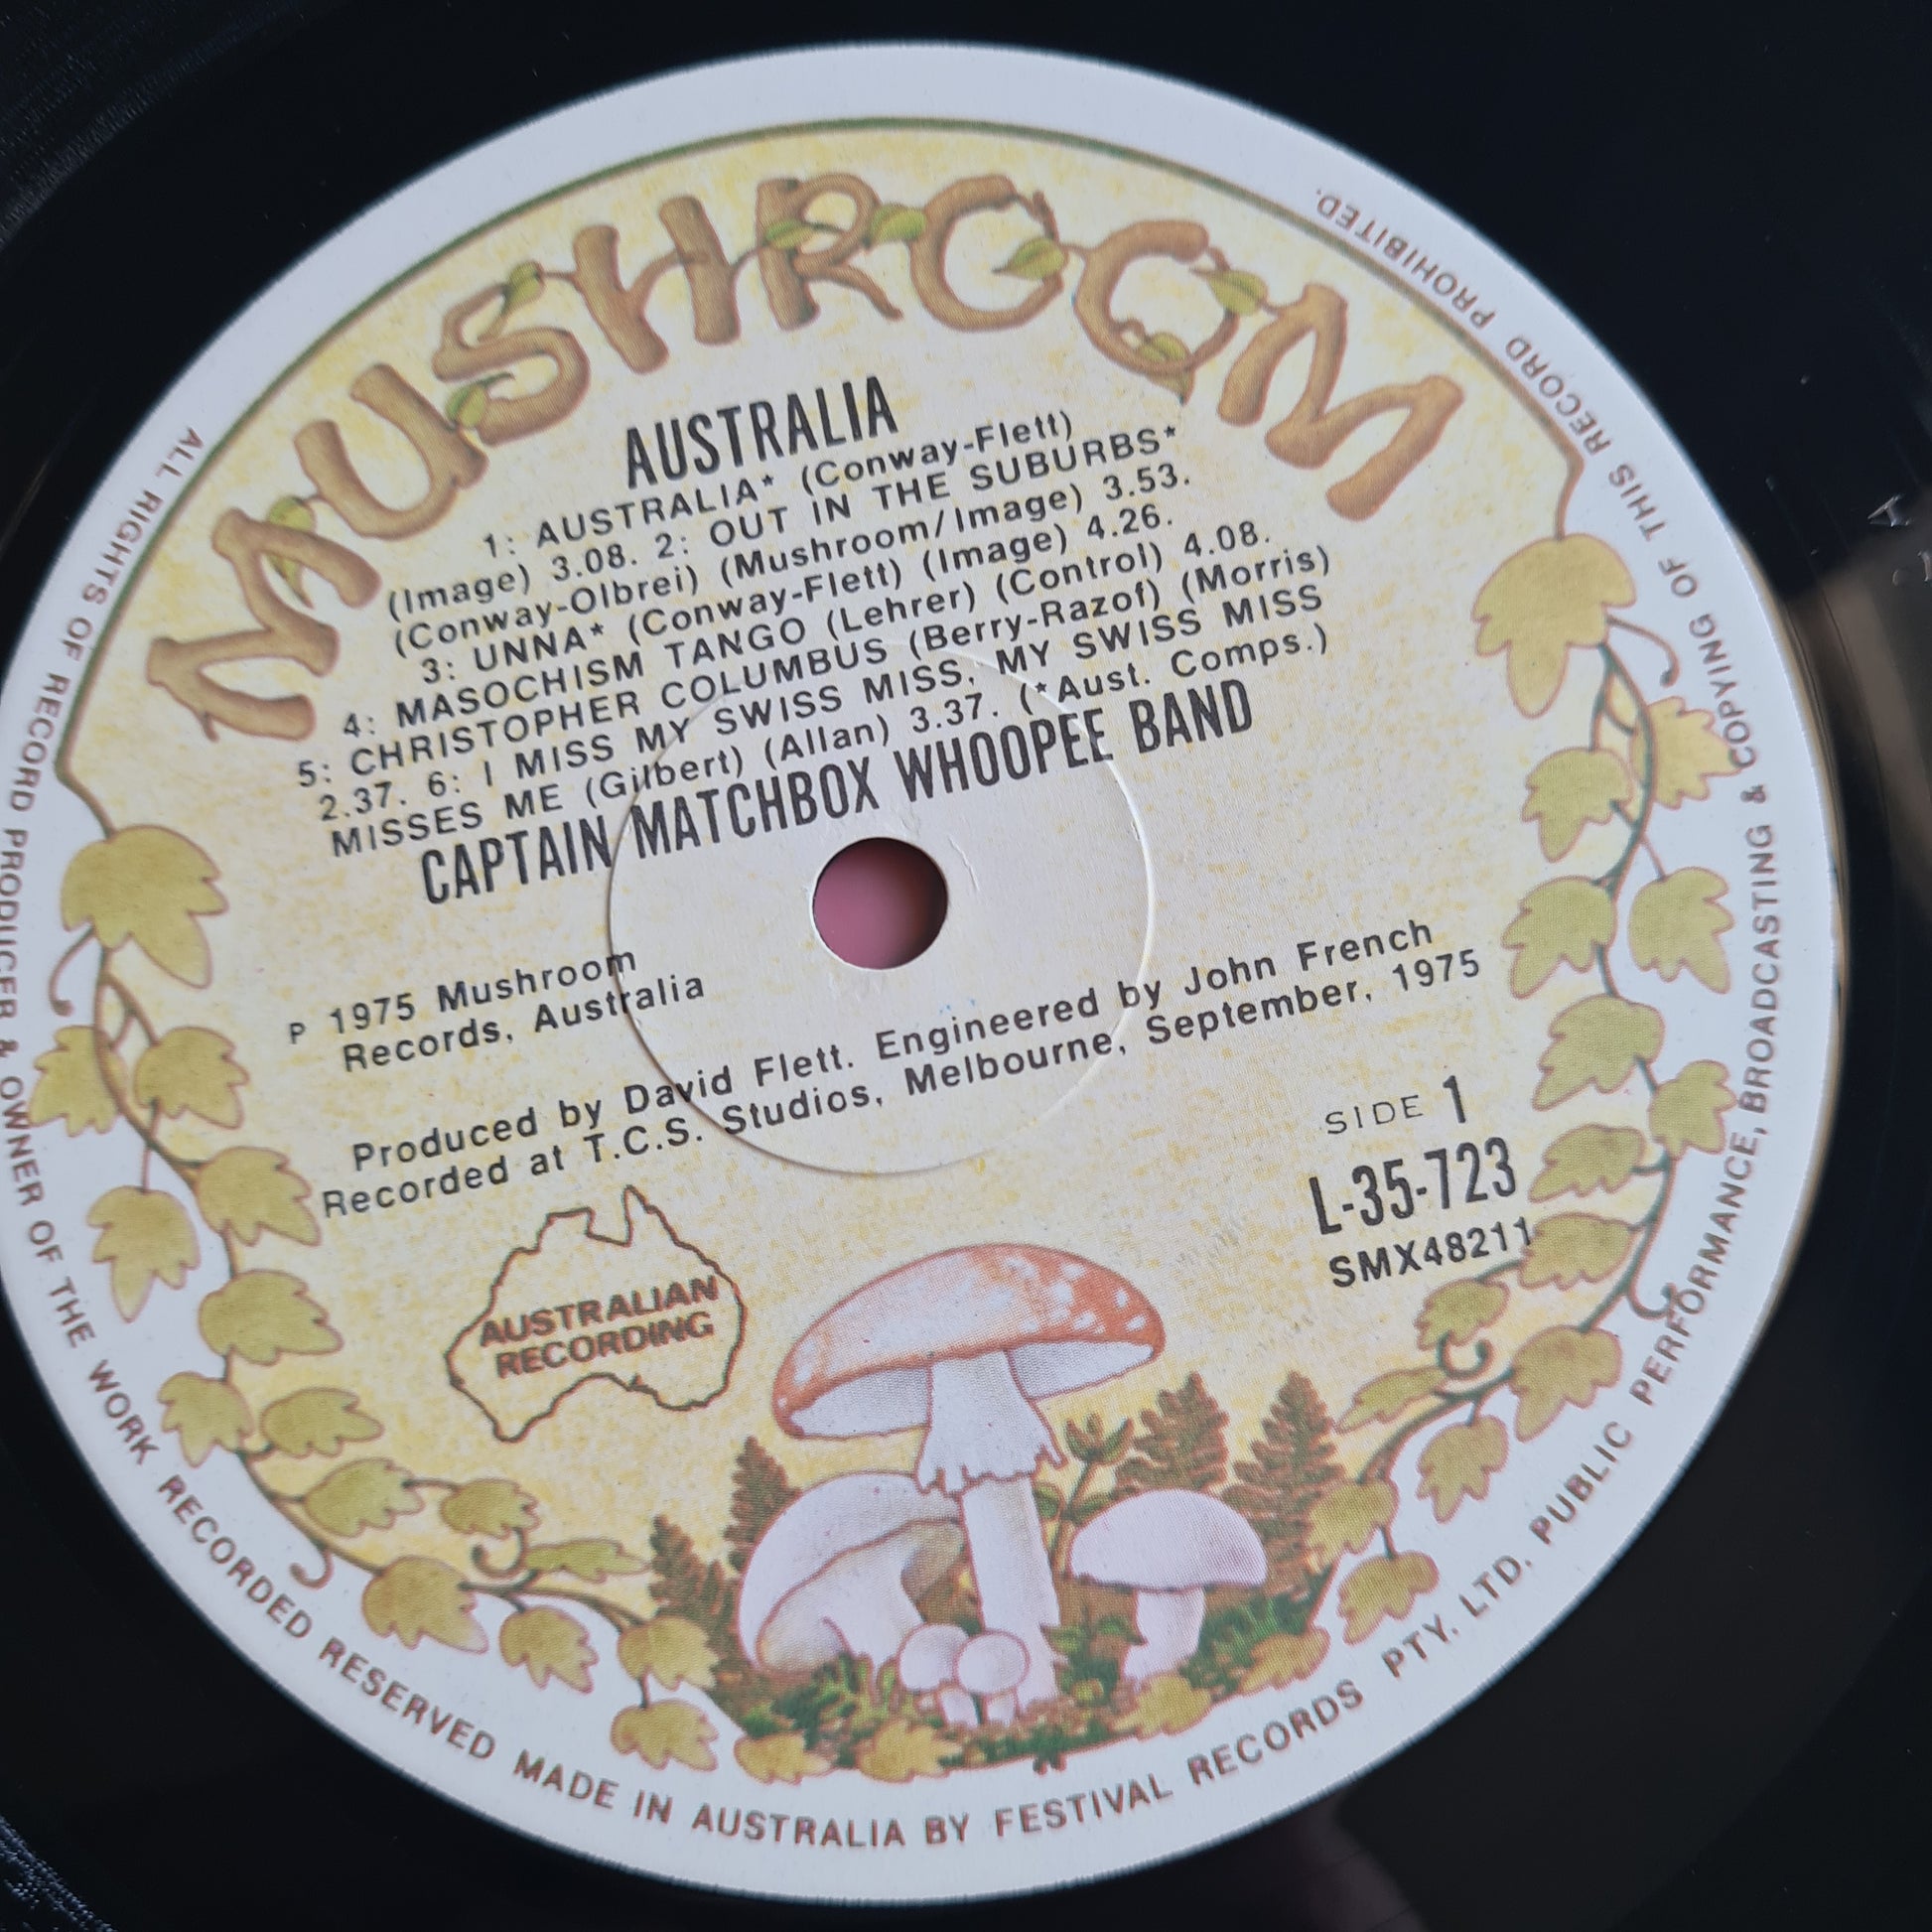 MUSHROOM
AUSTRALIA
1: AUSTRALIA* (Conway-Flett)
(Image) 3.08. 2: OUT IN THE SUBURBS*
(Conway-Olbrei) (Mushroom/Image) 3.53.
3: UNNA* (Conway-Flett) (Image) 4.26.
4: MASOCHISM TANGO (Lehrer) (Control) 4.08.
5: CHRISTOPHER COLUMBUS (Berry-Razof) (Morris)
2.37. 6: I MISS MY SWISS MISS, MY SWISS MISS
MISSES ME (Gilbert) (Allan) 3.37. (*Aust. Comps.)
CAPTAIN MATCHBOX WHOOPEE BAND
P 1975 Mushroom
Records, Australia
Produced by David Flett. Engineered by John French
Recorded at T.C.S. Studios, Melbourne, September, 1975
SIDE 1
L-35-723
SMX48211
AUSTRALIAN
RECORDING
ALL RIGHTS OF RECORD PRODUCER & OWNER OF THE WORK RECORDED RESERVED MADE IN AUSTRALIA BY FESTIVAL RECORDS PTY. LTD. PUBLIC PERFORMANCE, BROADCASTING & COPYING OF THIS RECORD PROHIBITED.